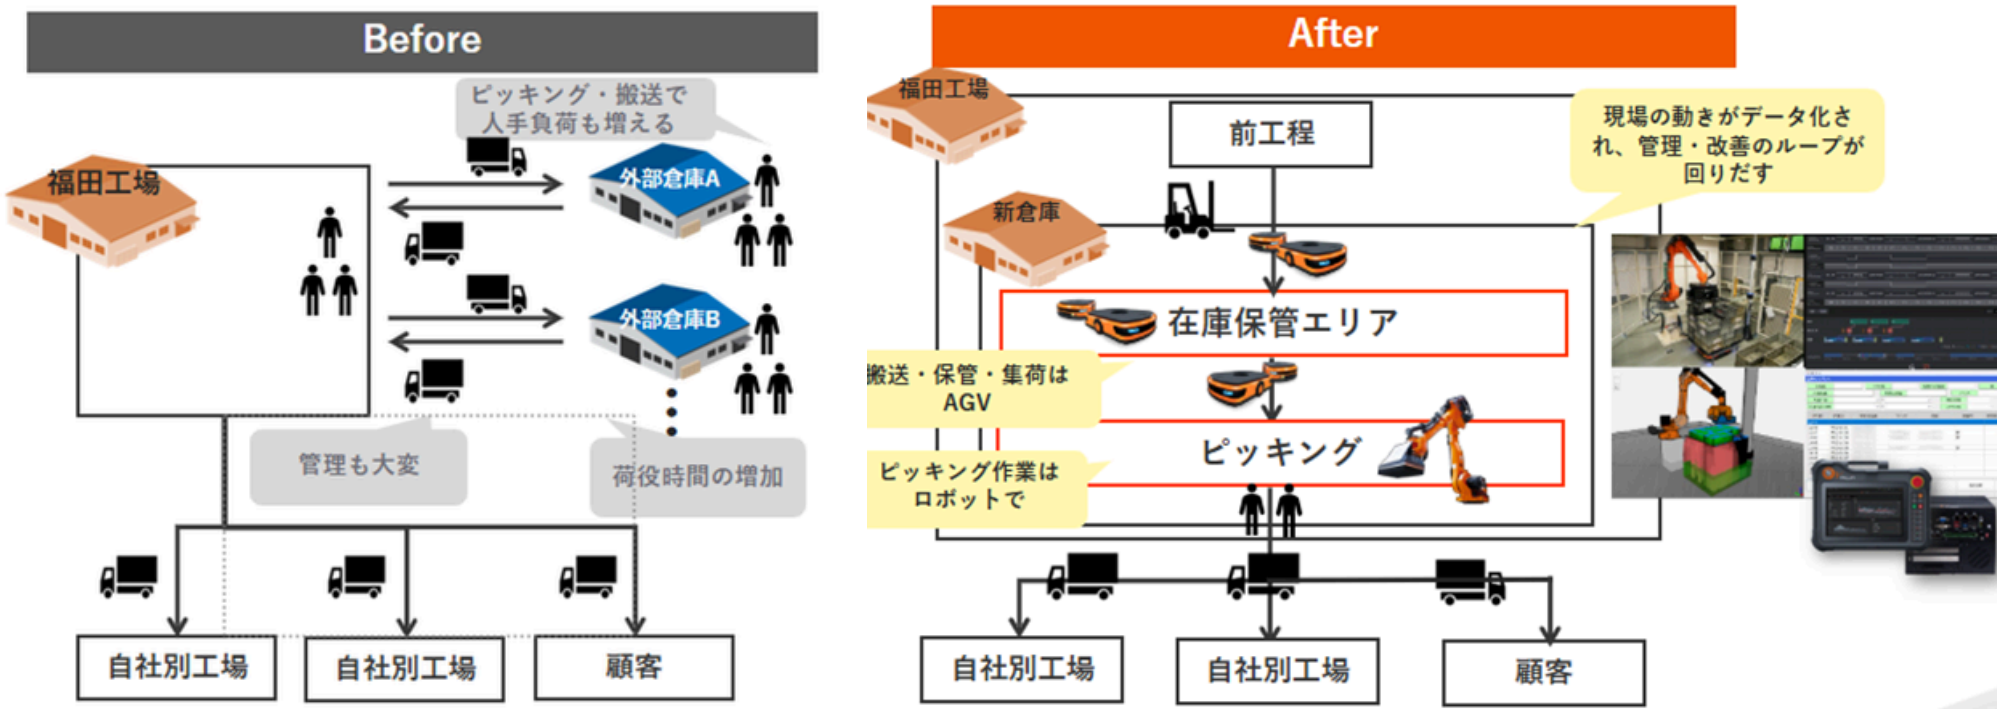 Before
ピッキング・搬送で
人手負荷も増える
福田工場
外部倉庫A
外部倉庫B
管理も大変
荷役時間の増加
自社別工場
自社別工場
顧客
After
福田工場
前工程
現場の動きがデータ化さ
れ、管理・改善のループが
回りだす
新倉庫
在庫保管エリア
搬送・保管・集荷は
AGV
ピッキング
ピッキング作業は
ロボットで
自社別工場
自社別工場
顧客